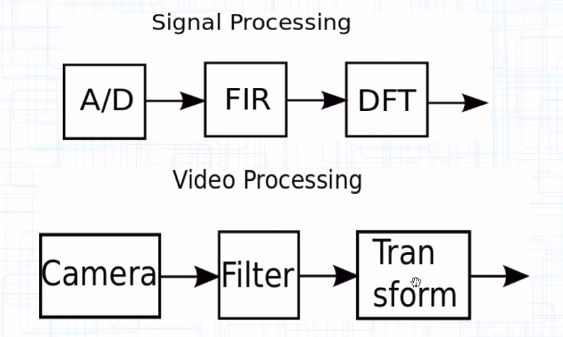 Signal Processing
A/D FIR DFT
Video Processing
Camera Filter Tran
sform